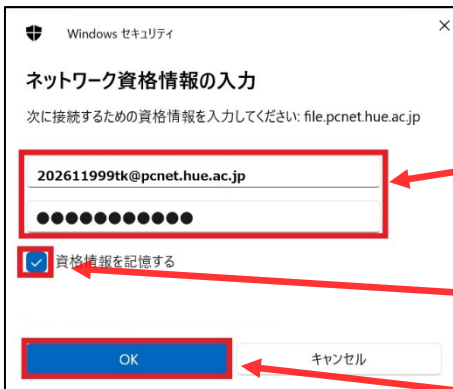 Windows セキュリティ
ネットワーク資格情報の入力
次に接続するための資格情報を入力してください: file.pcnet.hue.ac.jp
202611999tk@pcnet.hue.ac.jp
●●●●●●●●●●●
資格情報を記憶する
OK
キャンセル